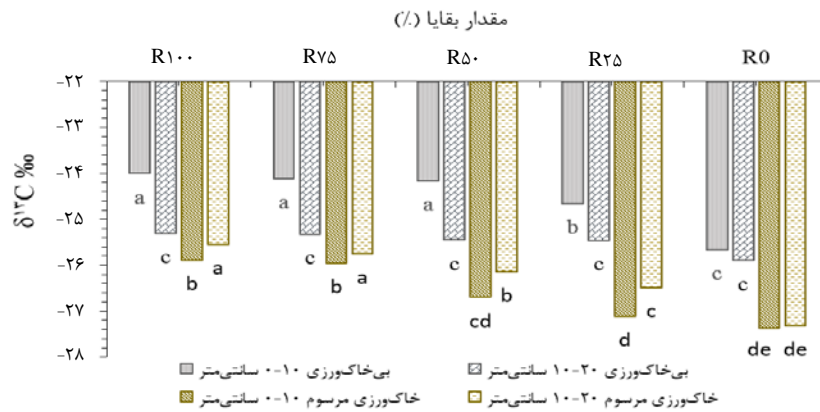 مقدار بقایا (٪)
R۱۰۰ R۷۵ R۵۰ R۲۵ R0
-۲۲
-۲۳
-۲۴
-۲۵
-۲۶
-۲۷
-۲۸
δ¹³C ‰
a c b a
a c b a
a c cd b
b c d c
c c de de
بی‌خاک‌ورزی ۱۰-۰ سانتی‌متر
بی‌خاک‌ورزی ۲۰-۱۰ سانتی‌متر
خاک‌ورزی مرسوم ۱۰-۰ سانتی‌متر
خاک‌ورزی مرسوم ۲۰-۱۰ سانتی‌متر